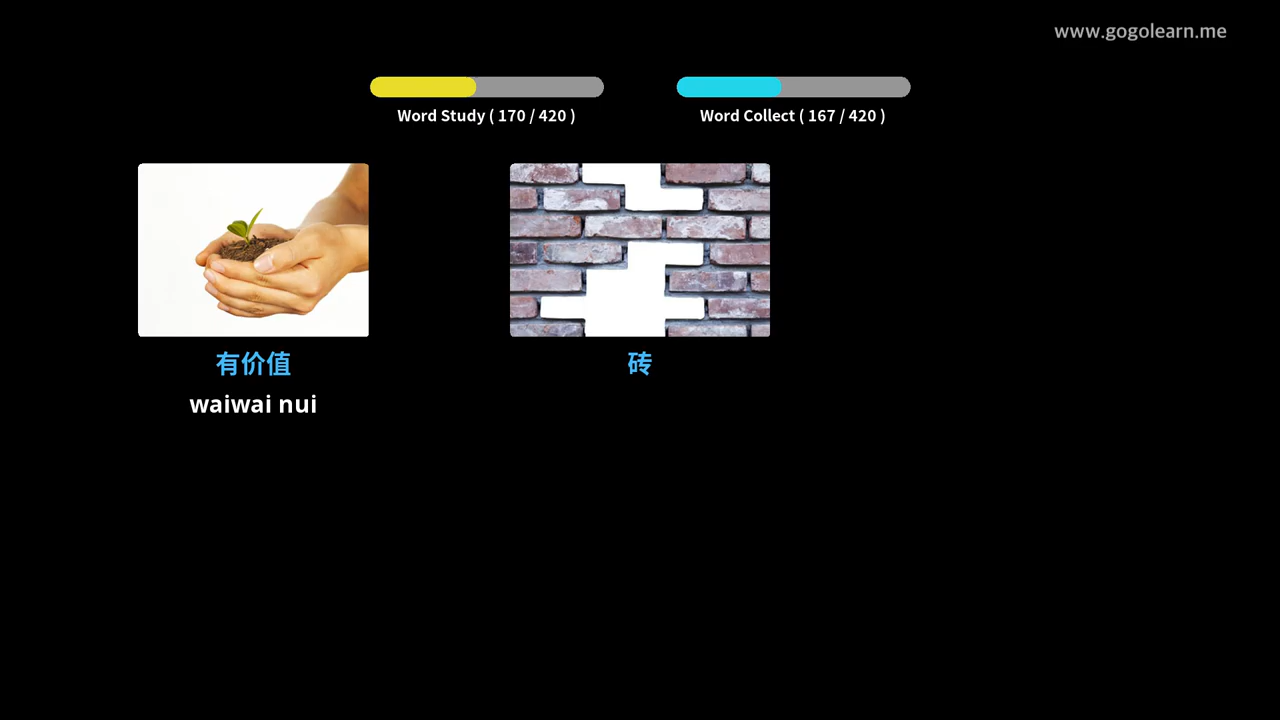 www.gogolearn.me
Word Study ( 170 / 420 )
Word Collect ( 167 / 420 )
有价值
砖
waiwai nui